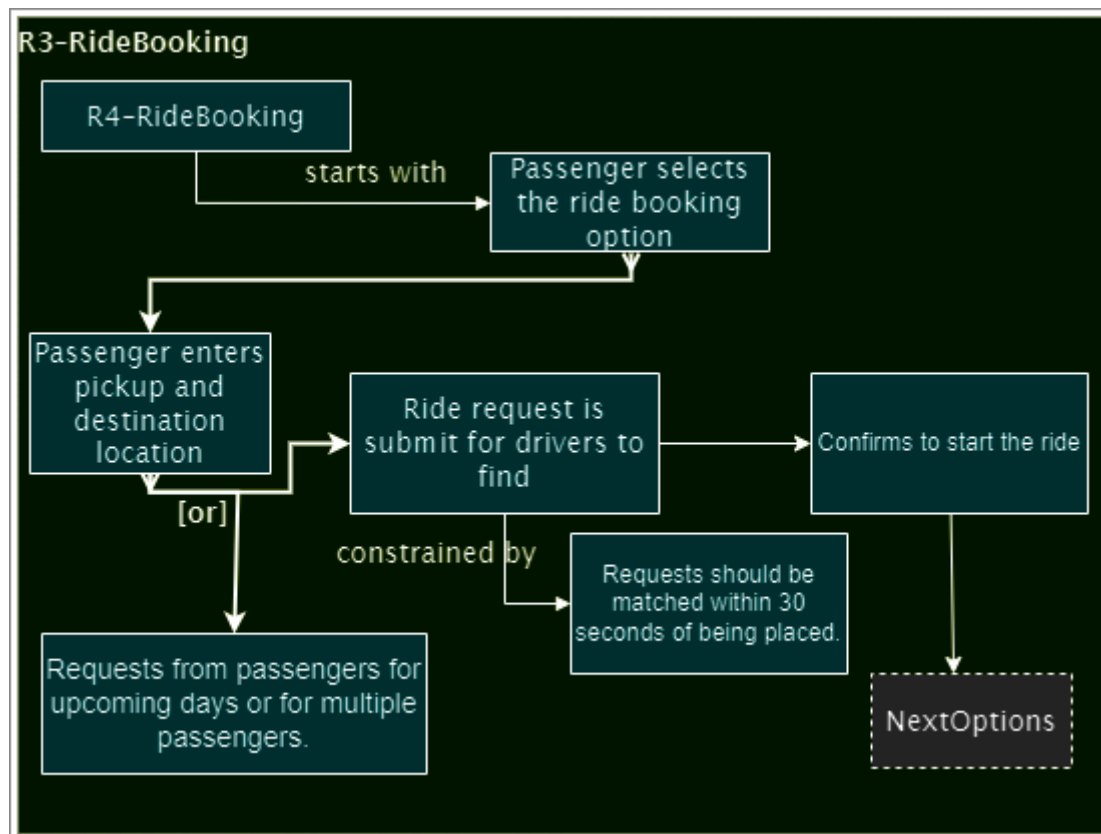 R3-RideBooking
R4-RideBooking
starts with
Passenger selects
the ride booking
option
Passenger enters
pickup and
destination
location
[or]
Ride request is
submit for drivers to
find
Confirms to start the ride
constrained by
Requests should be
matched within 30
seconds of being placed.
Requests from passengers for
upcoming days or for multiple
passengers.
NextOptions